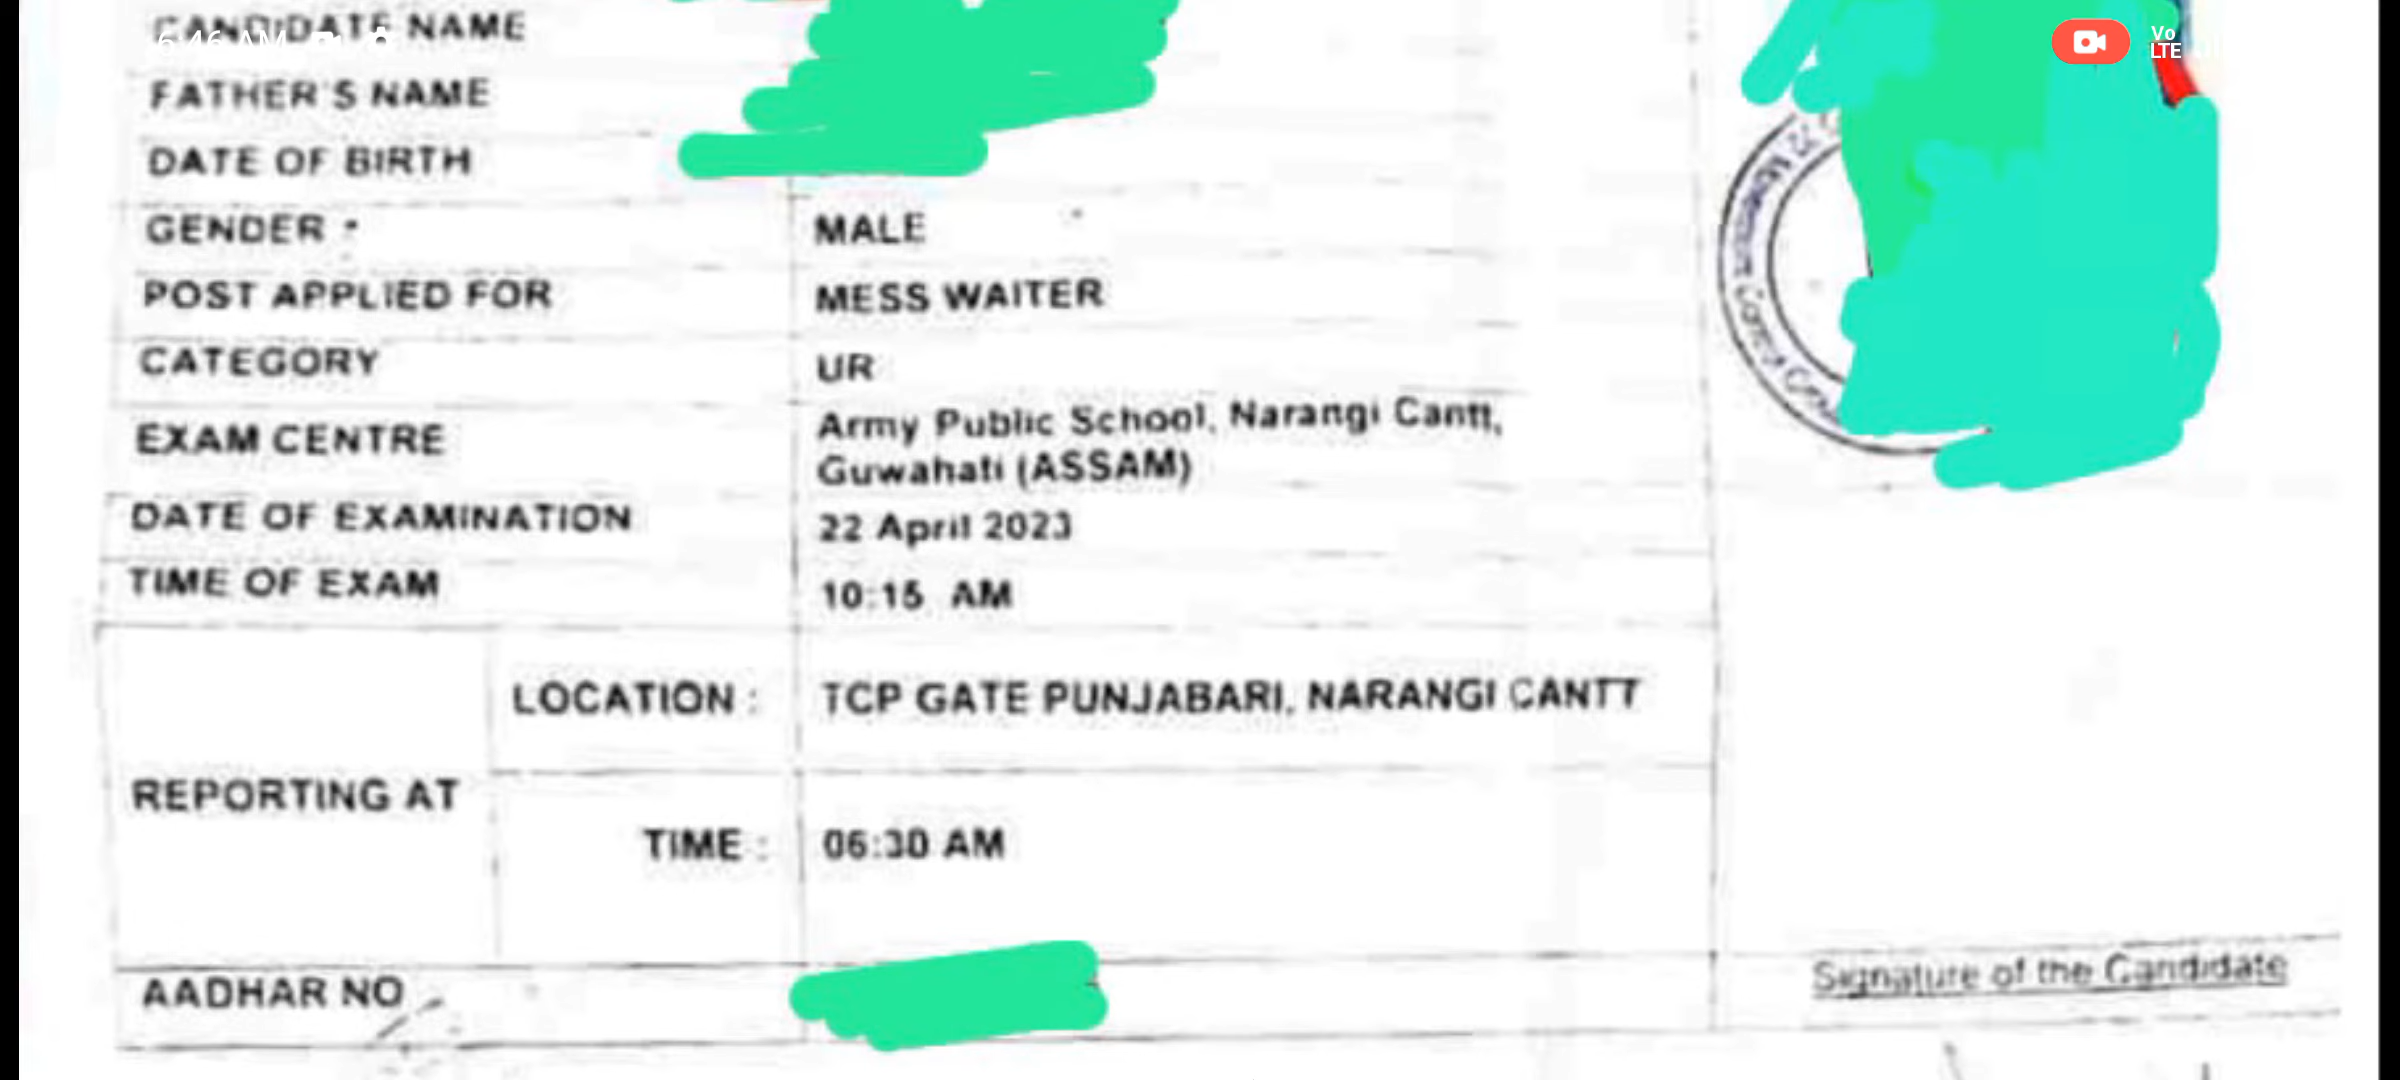 CANDIDATE NAME
FATHER'S NAME
DATE OF BIRTH
GENDER : MALE
POST APPLIED FOR MESS WAITER
CATEGORY UR
EXAM CENTRE Army Public School, Narangi Cantt,
Guwahati (ASSAM)
DATE OF EXAMINATION 22 April 2023
TIME OF EXAM 10:15 AM
REPORTING AT
LOCATION : TCP GATE PUNJABARI, NARANGI CANTT
TIME : 06:30 AM
AADHAR NO
Signature of the Candidate
Vo
LTE